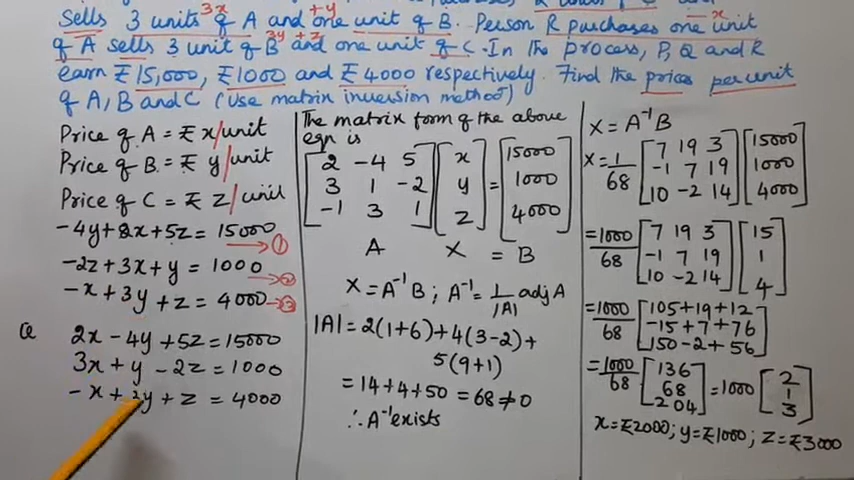 Sells 3 units of A and one unit of B. Person R purchases one unit
3x
+y
-x
of A sells 3 unit of B and one unit of C. In the process, P, Q and R
3y +z
earn ₹15,000, ₹1000 and ₹4000 respectively. Find the prices per unit
of A, B and C (Use matrix inversion method)
Price of A = ₹ x/unit
Price of B = ₹ y/unit
Price of C = ₹ z/unit
-4y+2x+5z = 15000
→①
-2z+3x+y = 1000
→②
-x+3y+z = 4000
→③
2x-4y+5z=15000
3x+y-2z=1000
-x+3y+z=4000
The matrix form of the above
eqn is
[2 -4 5] [x] [15000]
[3 1 -2] [y] = [1000]
[-1 3 1] [z] [4000]
A X = B
X = A⁻¹B ; A⁻¹ = 1/|A| adj A
|A| = 2(1+6)+4(3-2)+
5(9+1)
= 14+4+50 = 68 ≠ 0
∴ A⁻¹ exists
X = A⁻¹B
[7 19 3] [15000]
X = 1/68 [-1 7 19] [1000]
[10 -2 14] [4000]
[7 19 3] [15]
= 1000/68 [-1 7 19] [1]
[10 -2 14] [4]
[105+19+12]
= 1000/68 [-15+7+76]
[150-2+56]
[136] [2]
= 1000/68 [68] = 1000 [1]
[204] [3]
x=₹2000; y=₹1000; z=₹3000